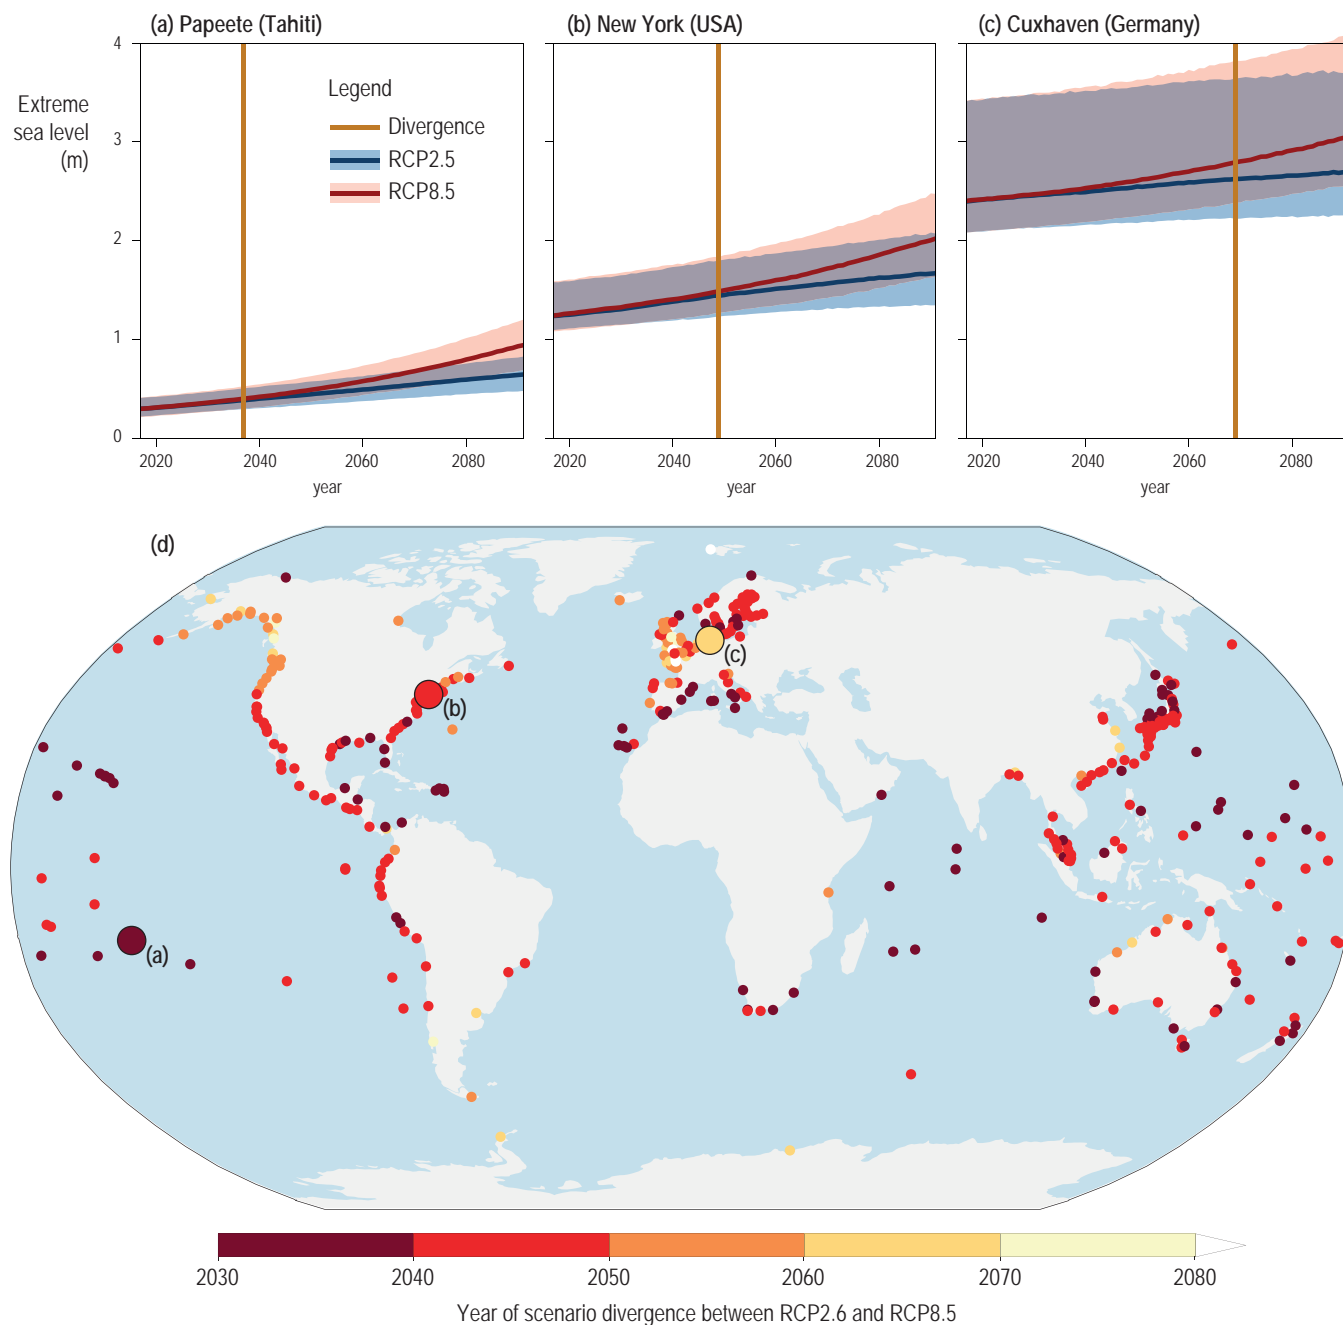 (a) Papeete (Tahiti)
(b) New York (USA)
(c) Cuxhaven (Germany)
Extreme
sea level
(m)
4
3
2
1
0
Legend
Divergence
RCP2.5
RCP8.5
2020 2040 2060 2080
year
2020 2040 2060 2080
year
2020 2040 2060 2080
year
(d)
(c)
(b)
(a)
2030 2040 2050 2060 2070 2080
Year of scenario divergence between RCP2.6 and RCP8.5